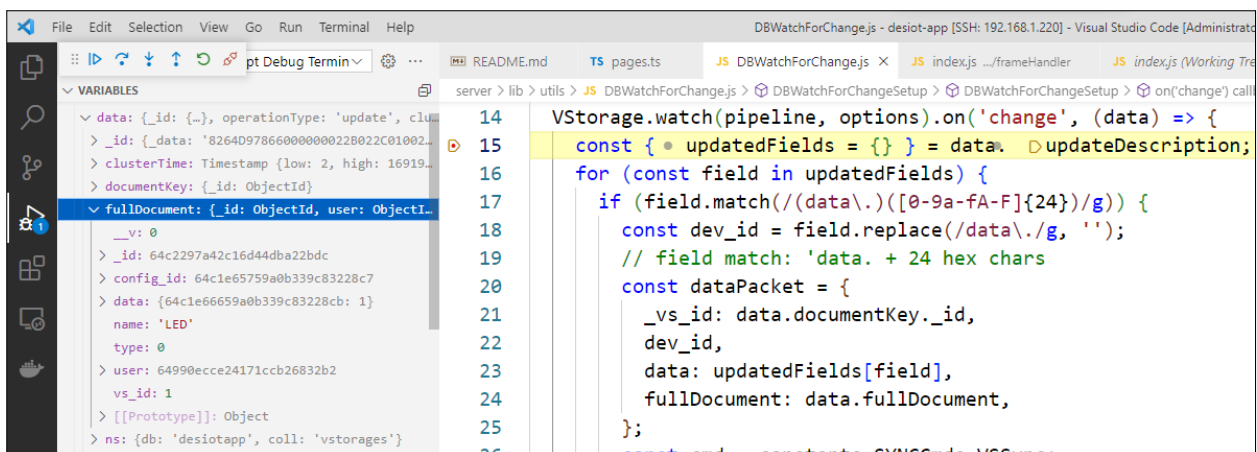 File Edit Selection View Go Run Terminal Help
DBWatchForChange.js - desiot-app [SSH: 192.168.1.220] - Visual Studio Code [Administrato
pt Debug Termin
README.md TS pages.ts JS DBWatchForChange.js JS index.js .../frameHandler JS index.js (Working Tre
VARIABLES
server > lib > utils > JS DBWatchForChange.js > DBWatchForChangeSetup > DBWatchForChangeSetup > on('change') call
data: {_id: {…}, operationType: 'update', clu…
_id: {_data: '8264D97866000000022B022C01002…
clusterTime: Timestamp {low: 2, high: 16919…
documentKey: {_id: ObjectId}
fullDocument: {_id: ObjectId, user: ObjectI…
__v: 0
_id: 64c2297a42c16d44dba22bdc
config_id: 64c1e65759a0b339c83228c7
data: {64c1e66659a0b339c83228cb: 1}
name: 'LED'
type: 0
user: 64990ecce24171ccb26832b2
vs_id: 1
[[Prototype]]: Object
ns: {db: 'desiotapp', coll: 'vstorages'}
1
14 VStorage.watch(pipeline, options).on('change', (data) => {
15 const { updatedFields = {} } = data. updateDescription;
16 for (const field in updatedFields) {
17 if (field.match(/(data\.)([0-9a-fA-F]{24})/g)) {
18 const dev_id = field.replace(/data\./g, '');
19 // field match: 'data. + 24 hex chars
20 const dataPacket = {
21 _vs_id: data.documentKey._id,
22 dev_id,
23 data: updatedFields[field],
24 fullDocument: data.fullDocument,
25 };